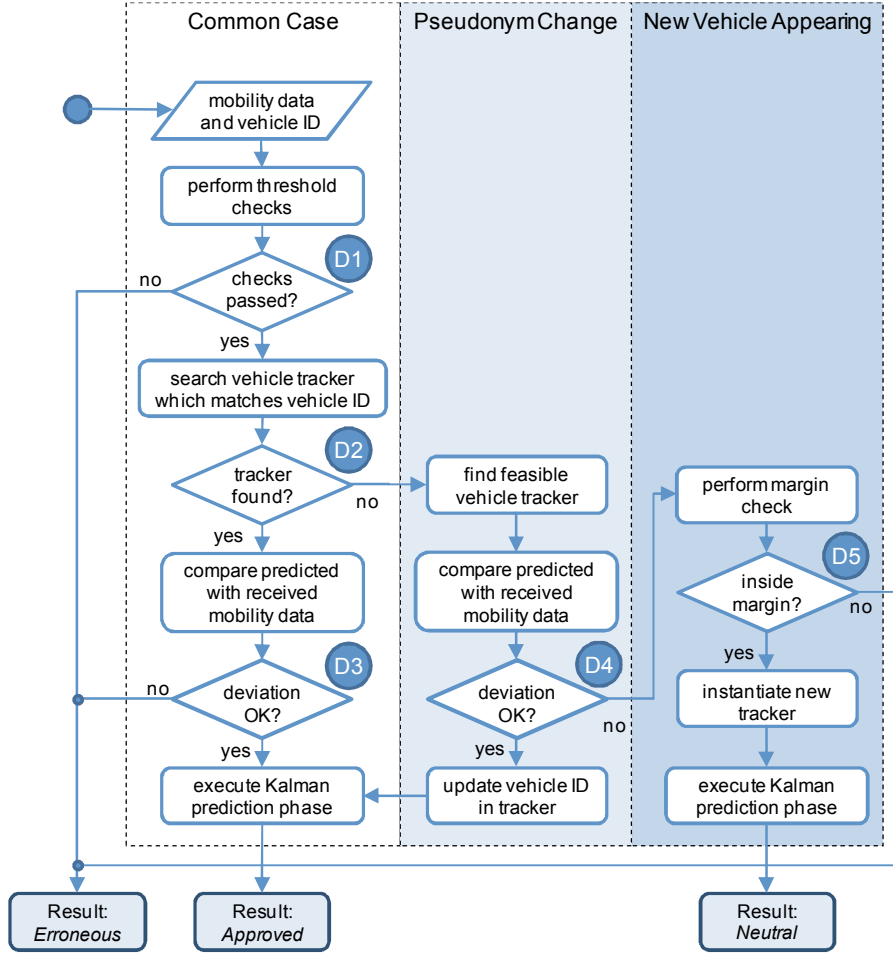 Common Case
Pseudonym Change
New Vehicle Appearing
mobility data
and vehicle ID
perform threshold
checks
D1
checks
passed?
no
yes
search vehicle tracker
which matches vehicle ID
D2
tracker
found?
no
yes
compare predicted
with received
mobility data
D3
deviation
OK?
no
yes
execute Kalman
prediction phase
find feasible
vehicle tracker
compare predicted
with received
mobility data
D4
deviation
OK?
no
yes
update vehicle ID
in tracker
perform margin
check
D5
inside
margin?
no
yes
instantiate new
tracker
execute Kalman
prediction phase
Result:
Erroneous
Result:
Approved
Result:
Neutral